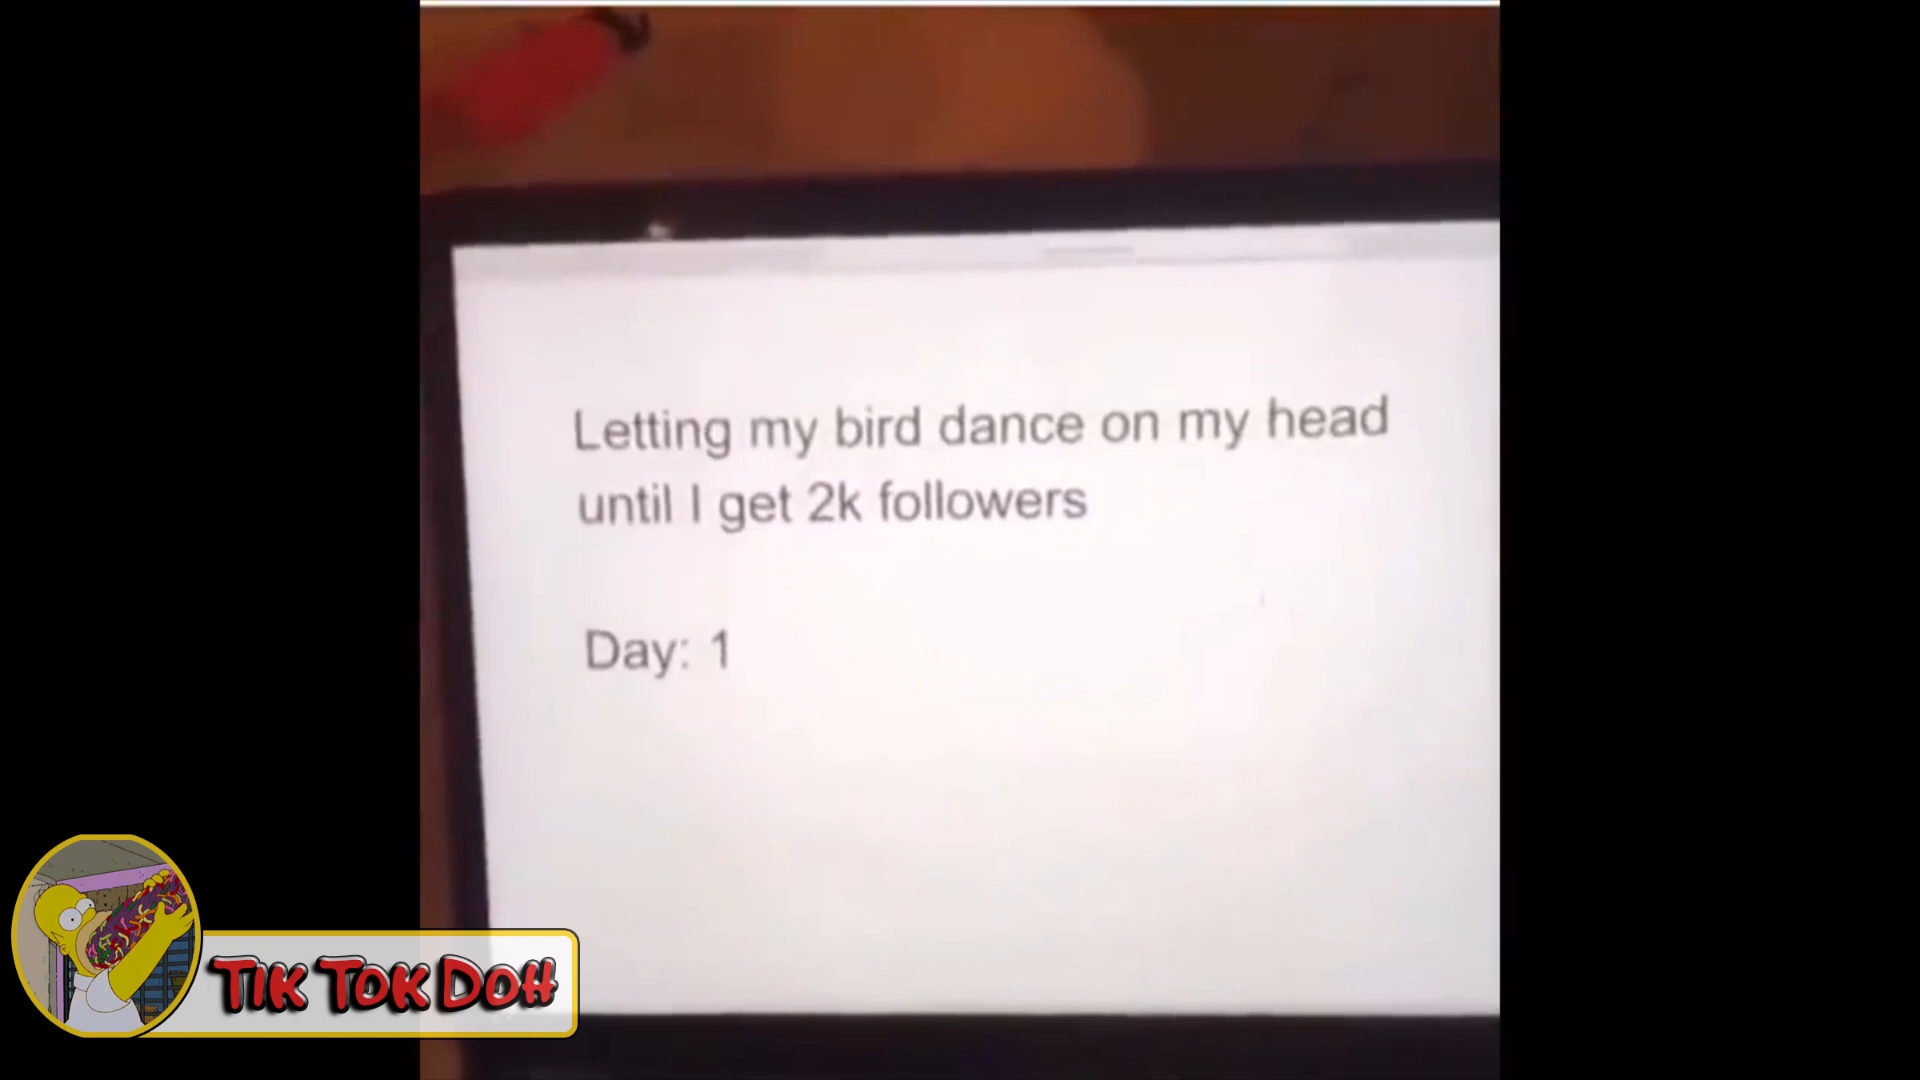 Letting my bird dance on my head
until I get 2k followers
Day: 1
TIK TOK DOH